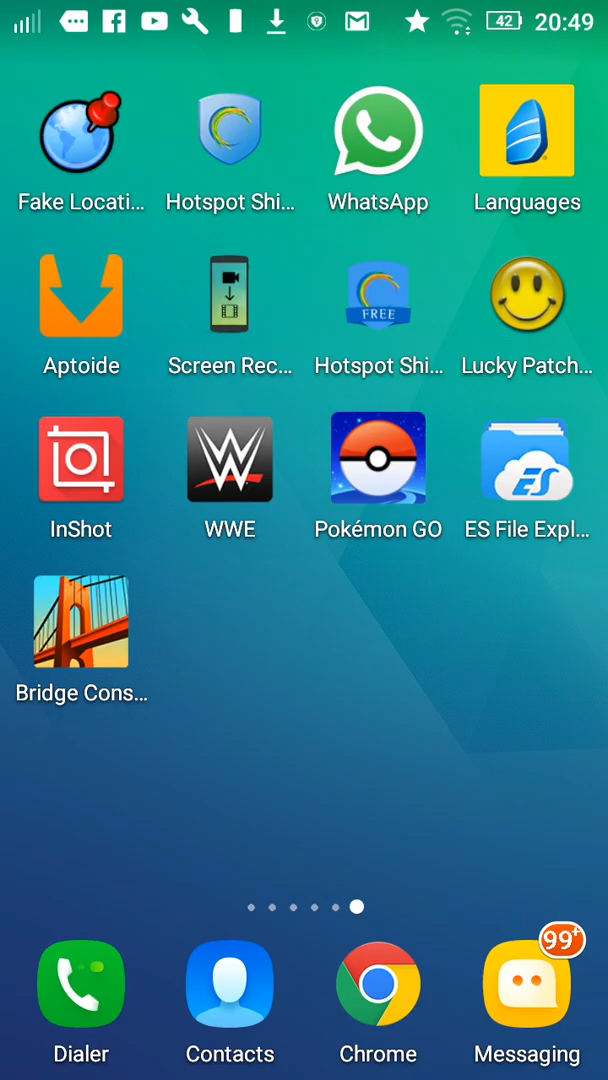 42 20:49
Fake Locati... Hotspot Shi... WhatsApp Languages
FREE
Aptoide Screen Rec... Hotspot Shi... Lucky Patch...
W
ES
InShot WWE Pokémon GO ES File Expl...
Bridge Cons...
99+
Dialer Contacts Chrome Messaging